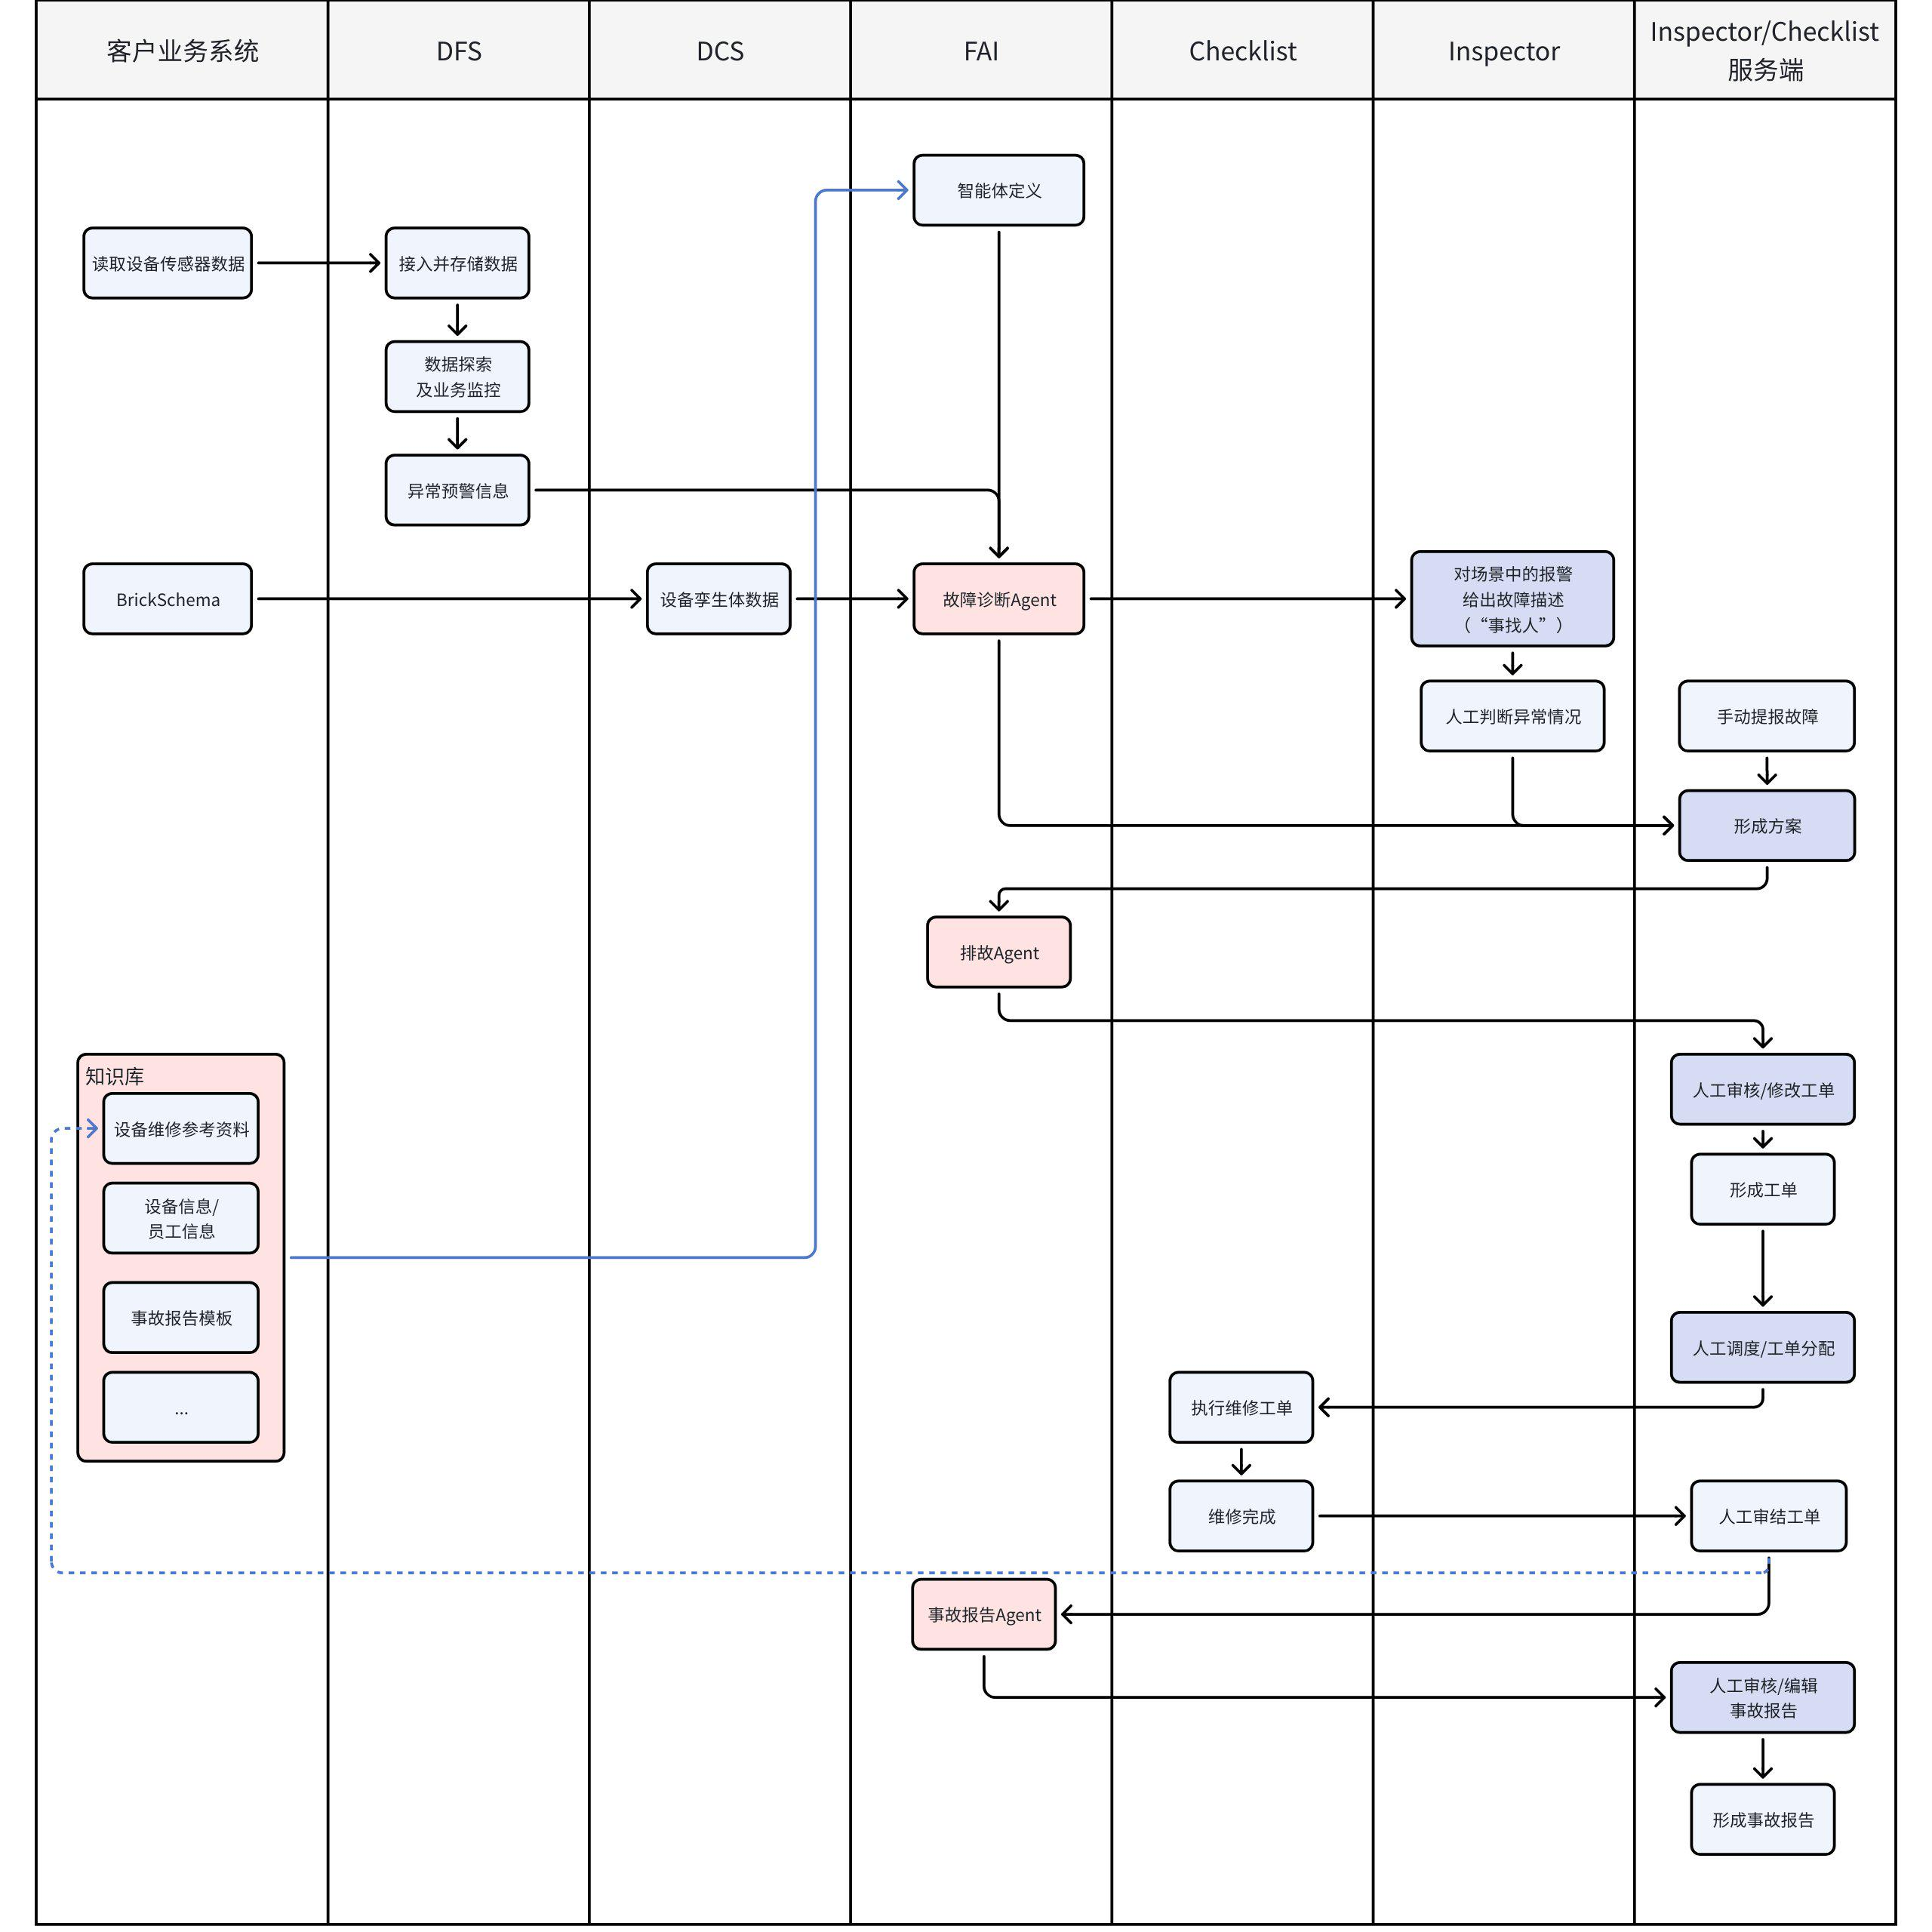 客户业务系统
DFS
DCS
FAI
Checklist
Inspector
Inspector/Checklist
服务端
智能体定义
读取设备传感器数据
接入并存储数据
数据探索
及业务监控
异常预警信息
BrickSchema
设备孪生体数据
故障诊断Agent
对场景中的报警
给出故障描述
（“事找人”）
人工判断异常情况
手动提报故障
形成方案
排故Agent
知识库
设备维修参考资料
设备信息/
员工信息
事故报告模板
...
人工审核/修改工单
形成工单
人工调度/工单分配
执行维修工单
维修完成
人工审结工单
事故报告Agent
人工审核/编辑
事故报告
形成事故报告